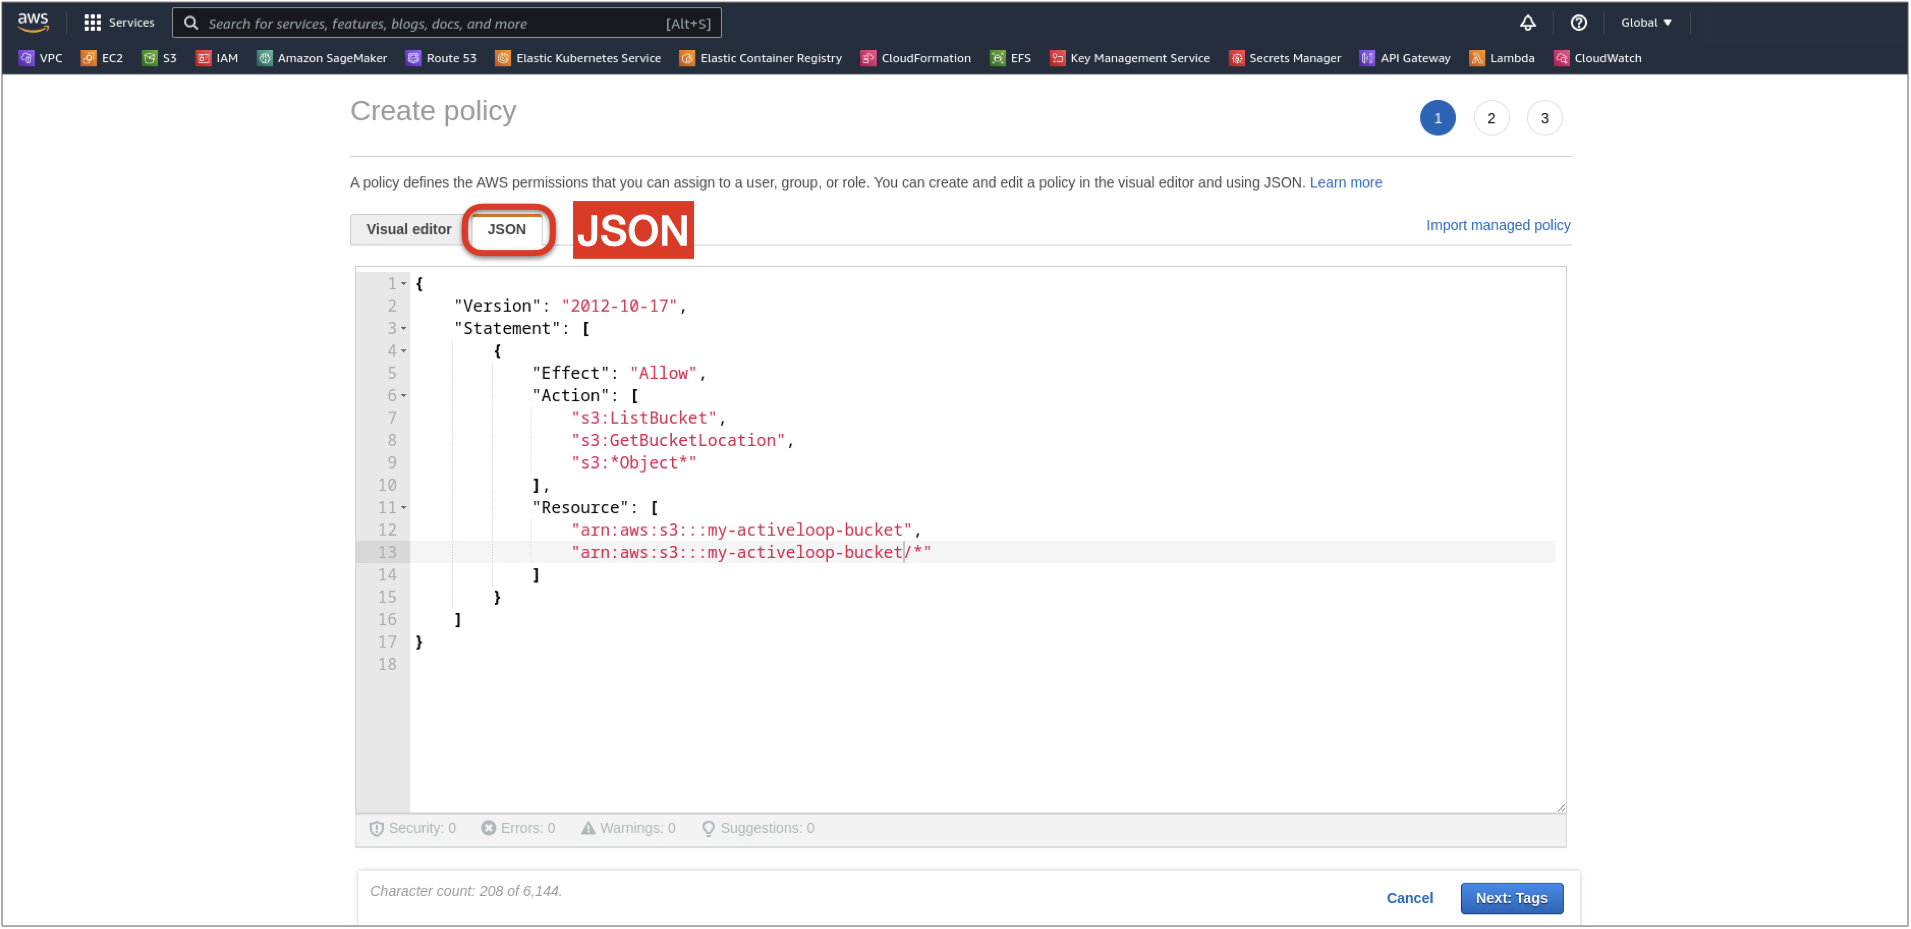 aws Services Search for services, features, blogs, docs, and more [Alt+S] Global ▼
VPC EC2 S3 IAM Amazon SageMaker Route 53 Elastic Kubernetes Service Elastic Container Registry CloudFormation EFS Key Management Service Secrets Manager API Gateway Lambda CloudWatch
Create policy
1 2 3
A policy defines the AWS permissions that you can assign to a user, group, or role. You can create and edit a policy in the visual editor and using JSON. Learn more
Visual editor JSON JSON Import managed policy
1 {
2     "Version": "2012-10-17",
3     "Statement": [
4         {
5             "Effect": "Allow",
6             "Action": [
7                 "s3:ListBucket",
8                 "s3:GetBucketLocation",
9                 "s3:*Object*"
10             ],
11             "Resource": [
12                 "arn:aws:s3:::my-activeloop-bucket",
13                 "arn:aws:s3:::my-activeloop-bucket/*"
14             ]
15         }
16     ]
17 }
18
Security: 0 Errors: 0 Warnings: 0 Suggestions: 0
Character count: 208 of 6,144.
Cancel Next: Tags